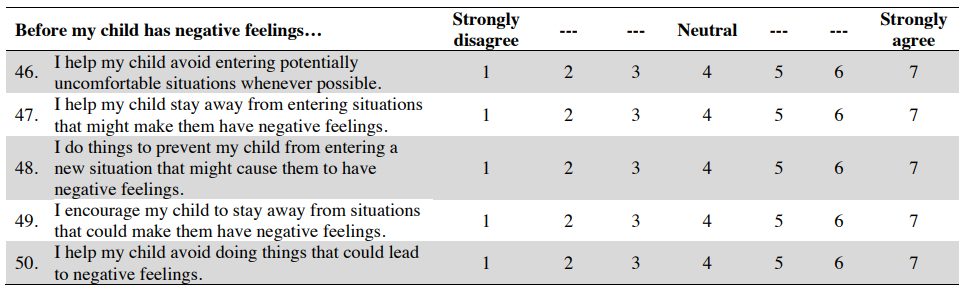 Before my child has negative feelings… Strongly disagree --- --- Neutral --- --- Strongly agree
46. I help my child avoid entering potentially
uncomfortable situations whenever possible. 1 2 3 4 5 6 7
47. I help my child stay away from entering situations
that might make them have negative feelings. 1 2 3 4 5 6 7
48. I do things to prevent my child from entering a
new situation that might cause them to have
negative feelings. 1 2 3 4 5 6 7
49. I encourage my child to stay away from situations
that could make them have negative feelings. 1 2 3 4 5 6 7
50. I help my child avoid doing things that could lead
to negative feelings. 1 2 3 4 5 6 7